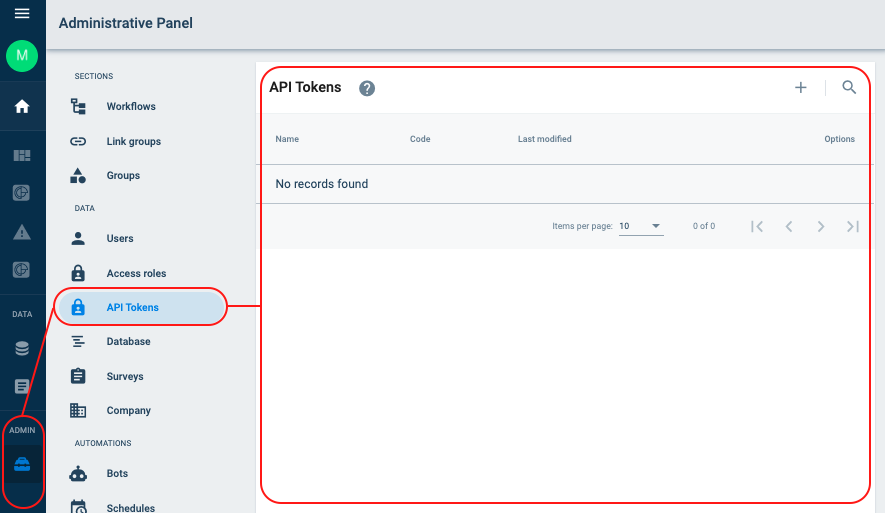 Administrative Panel
M
DATA
ADMIN
SECTIONS
Workflows
Link groups
Groups
DATA
Users
Access roles
API Tokens
Database
Surveys
Company
AUTOMATIONS
Bots
Schedules
API Tokens ?
Name Code Last modified Options
No records found
Items per page: 10 0 of 0